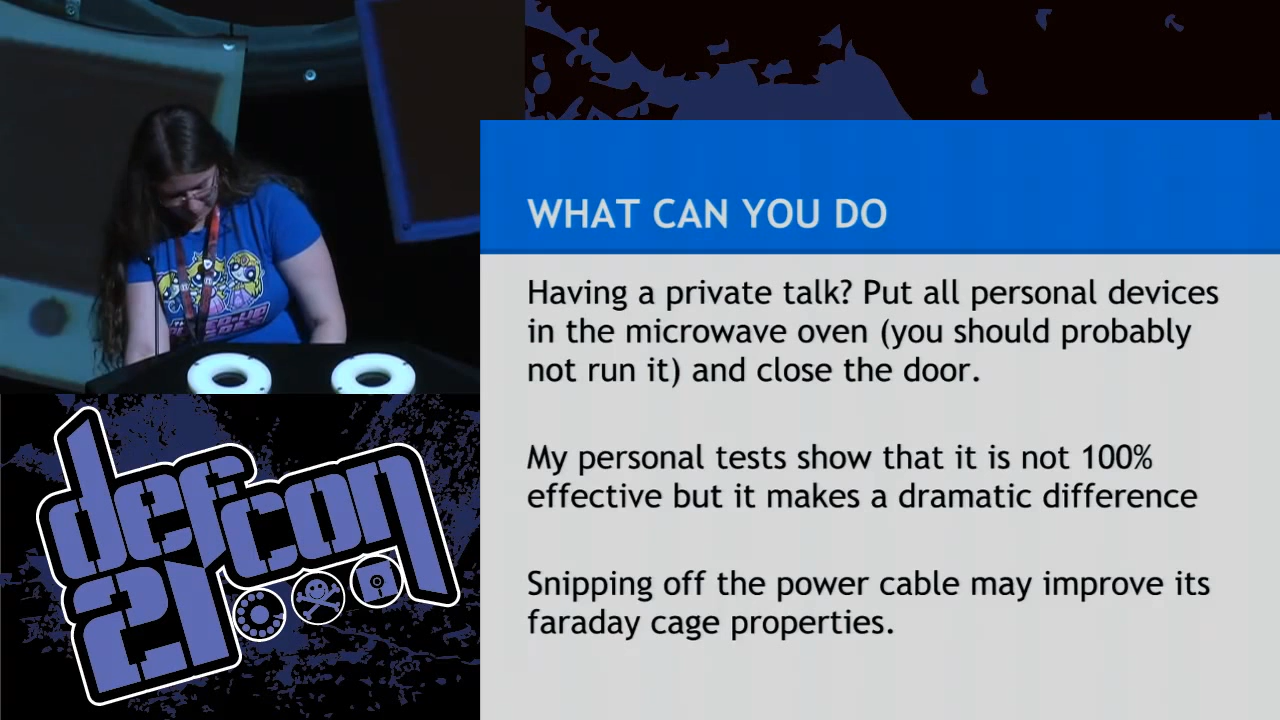 WHAT CAN YOU DO
Having a private talk? Put all personal devices
in the microwave oven (you should probably
not run it) and close the door.
My personal tests show that it is not 100%
effective but it makes a dramatic difference
Snipping off the power cable may improve its
faraday cage properties.
defcon
21